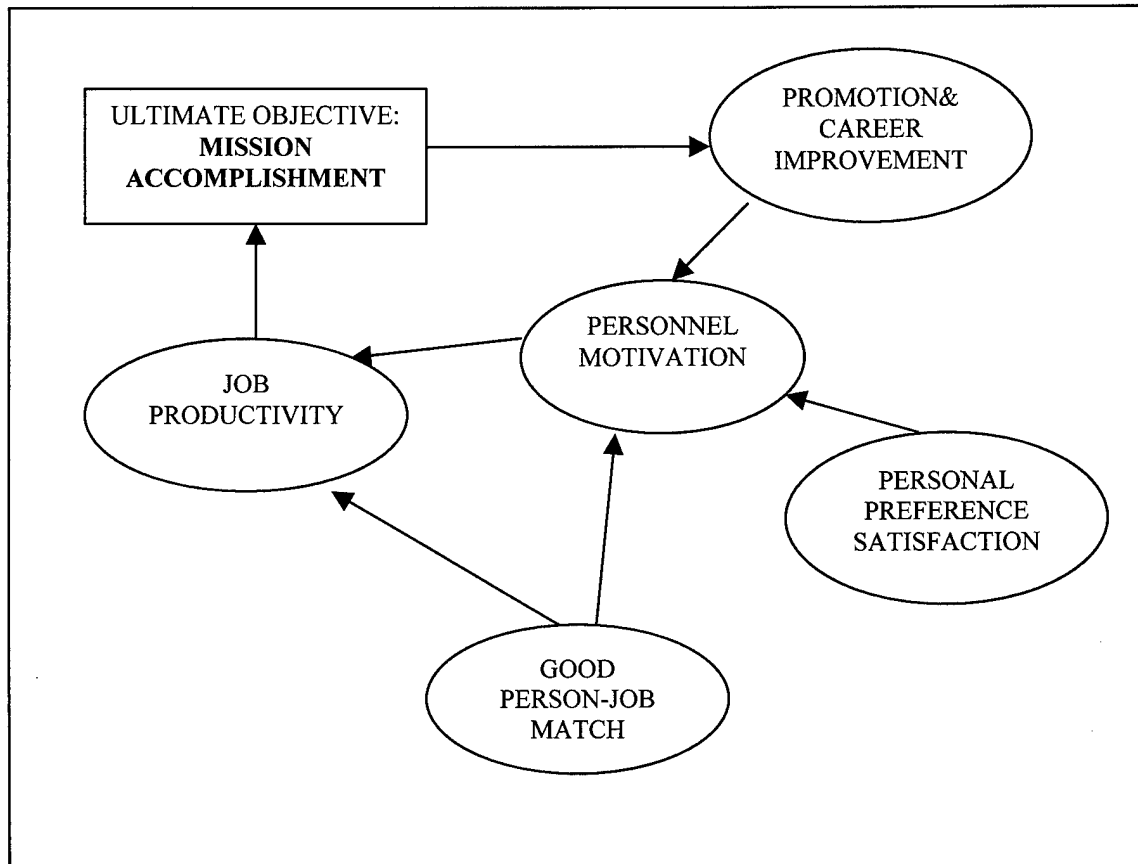 ULTIMATE OBJECTIVE:
MISSION
ACCOMPLISHMENT
PROMOTION&
CAREER
IMPROVEMENT
PERSONNEL
MOTIVATION
JOB
PRODUCTIVITY
PERSONAL
PREFERENCE
SATISFACTION
GOOD
PERSON-JOB
MATCH